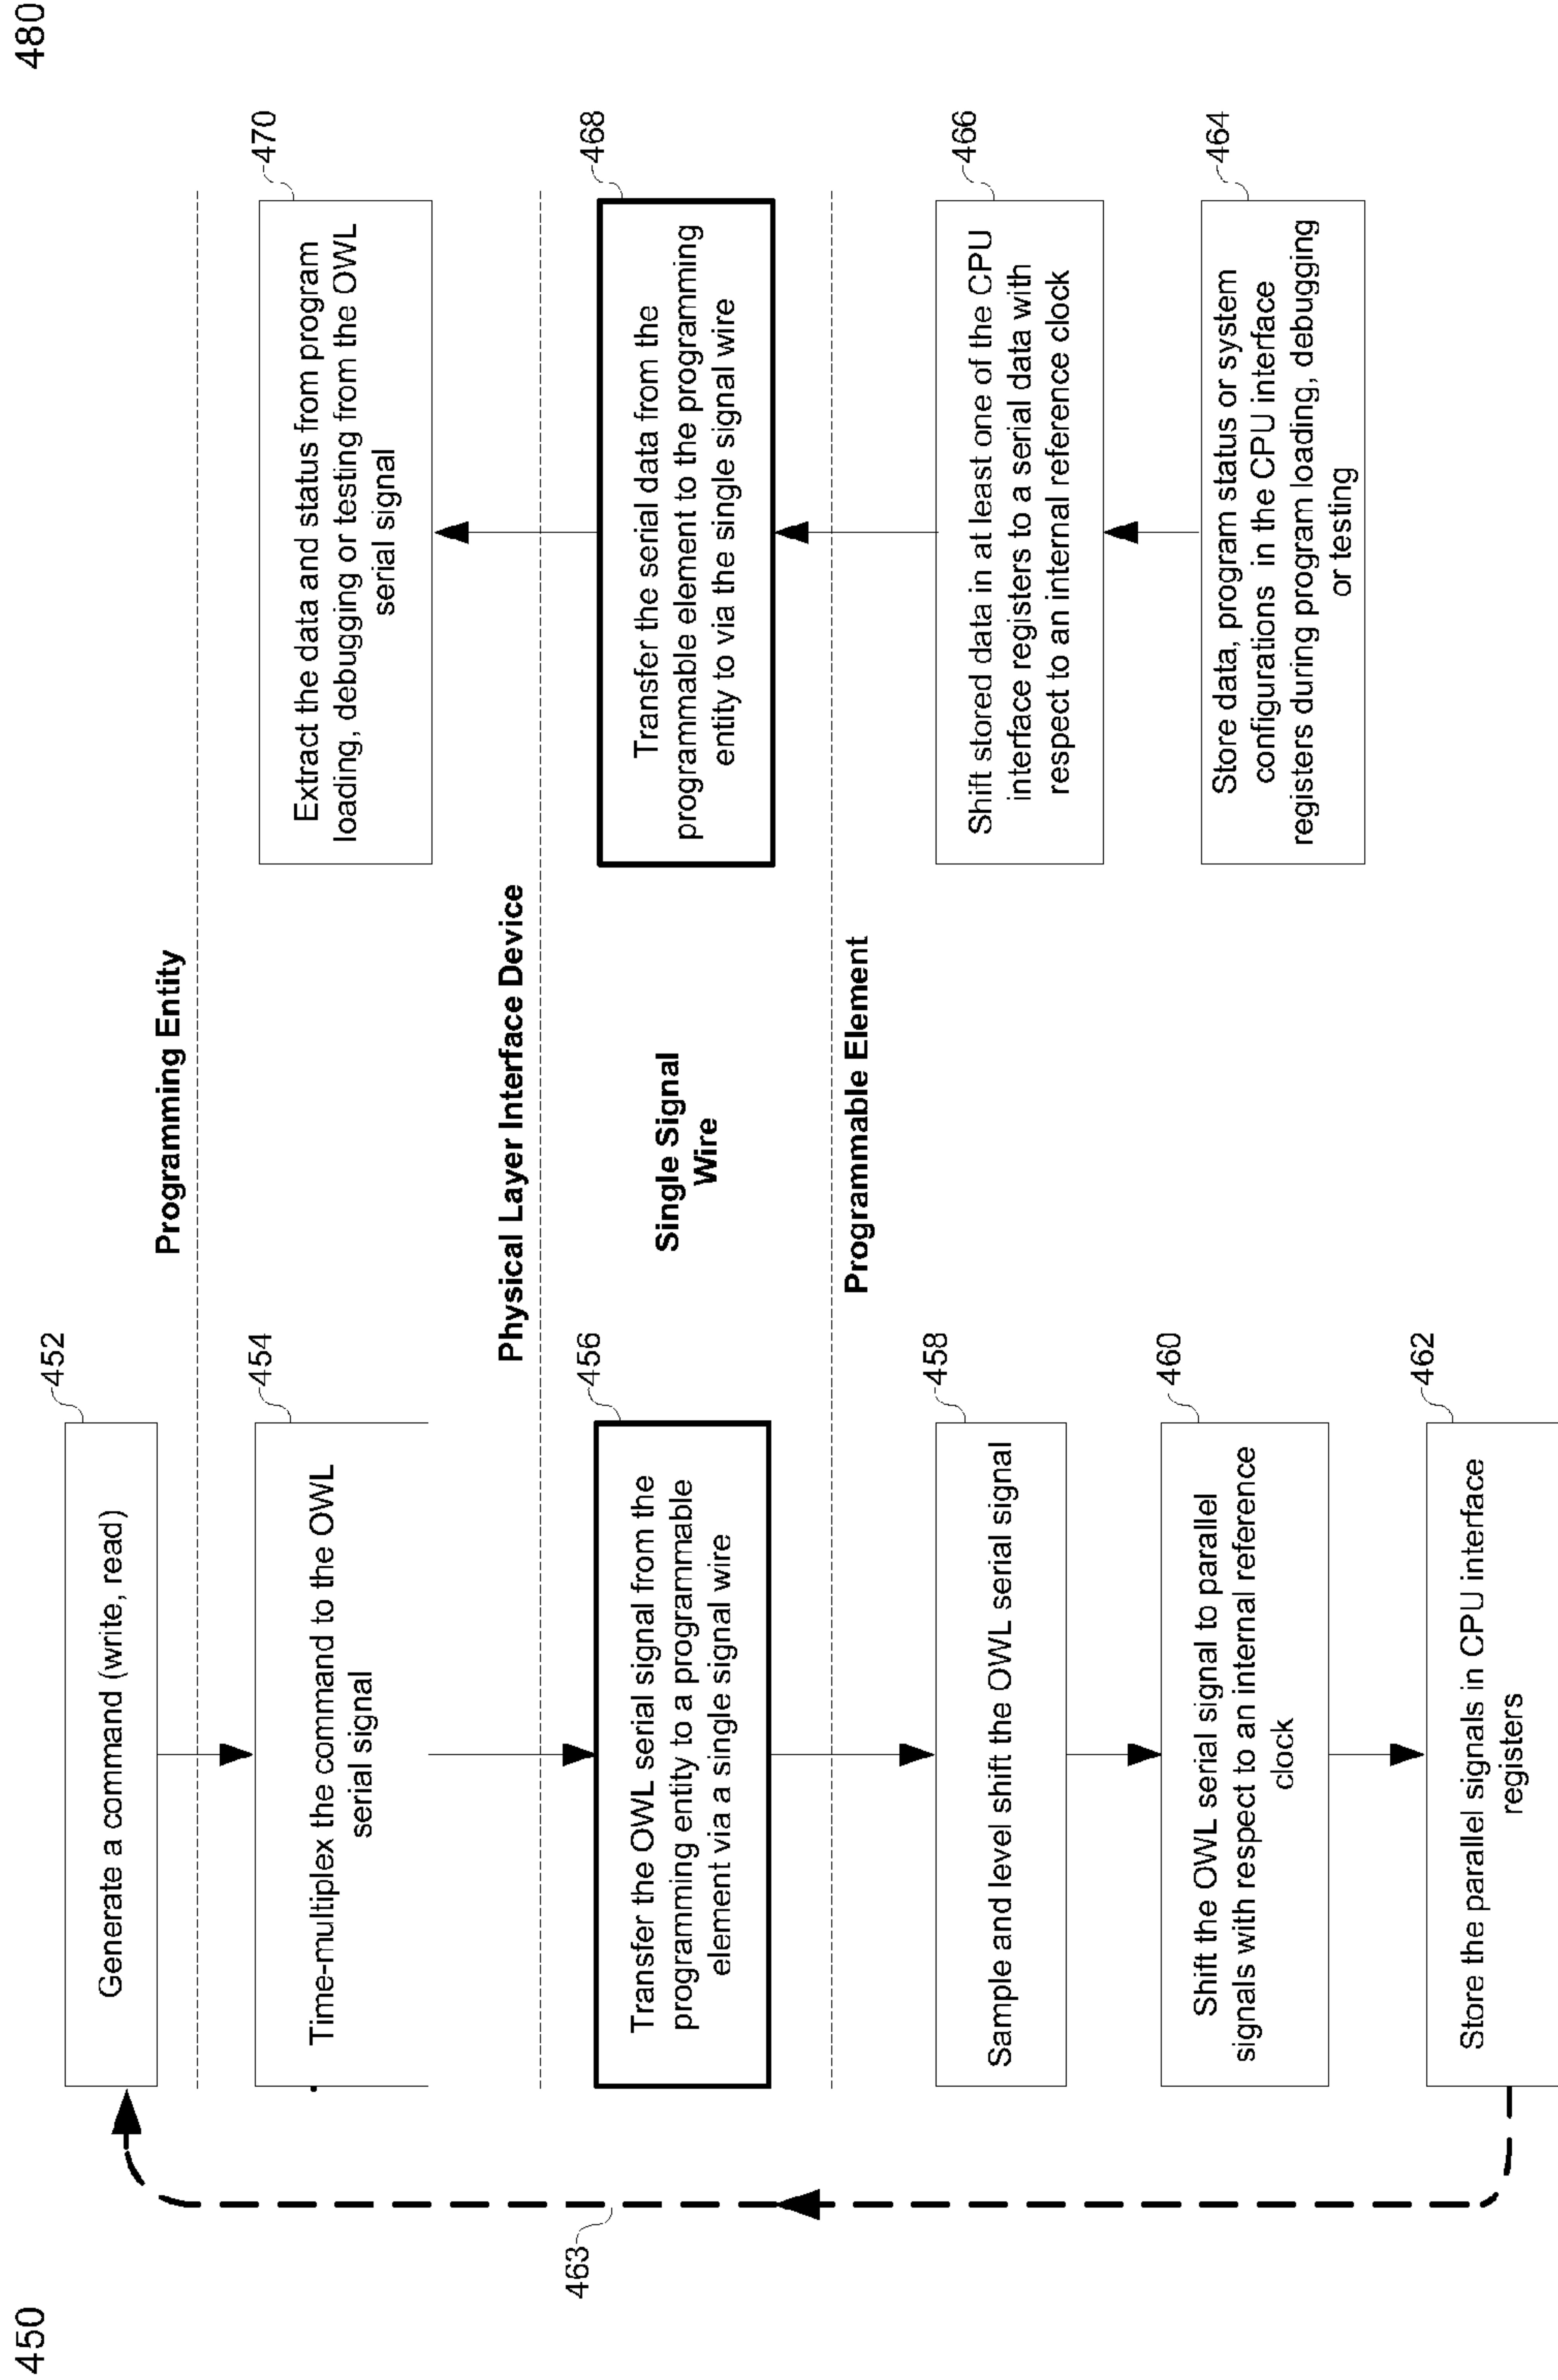 450
480
452
Generate a command (write, read)
Programming Entity
454
Time-multiplex the command to the OWL
serial signal
470
Extract the data and status from program
loading, debugging or testing from the OWL
serial signal
Physical Layer Interface Device
463
456
Transfer the OWL serial signal from the
programming entity to a programmable
element via a single signal wire
Single Signal
Wire
468
Transfer the serial data from the
programmable element to the programming
entity to via the single signal wire
Programmable Element
458
Sample and level shift the OWL serial signal
466
Shift stored data in at least one of the CPU
interface registers to a serial data with
respect to an internal reference clock
460
Shift the OWL serial signal to parallel
signals with respect to an internal reference
clock
464
Store data, program status or system
configurations in the CPU interface
registers during program loading, debugging
or testing
462
Store the parallel signals in CPU interface
registers